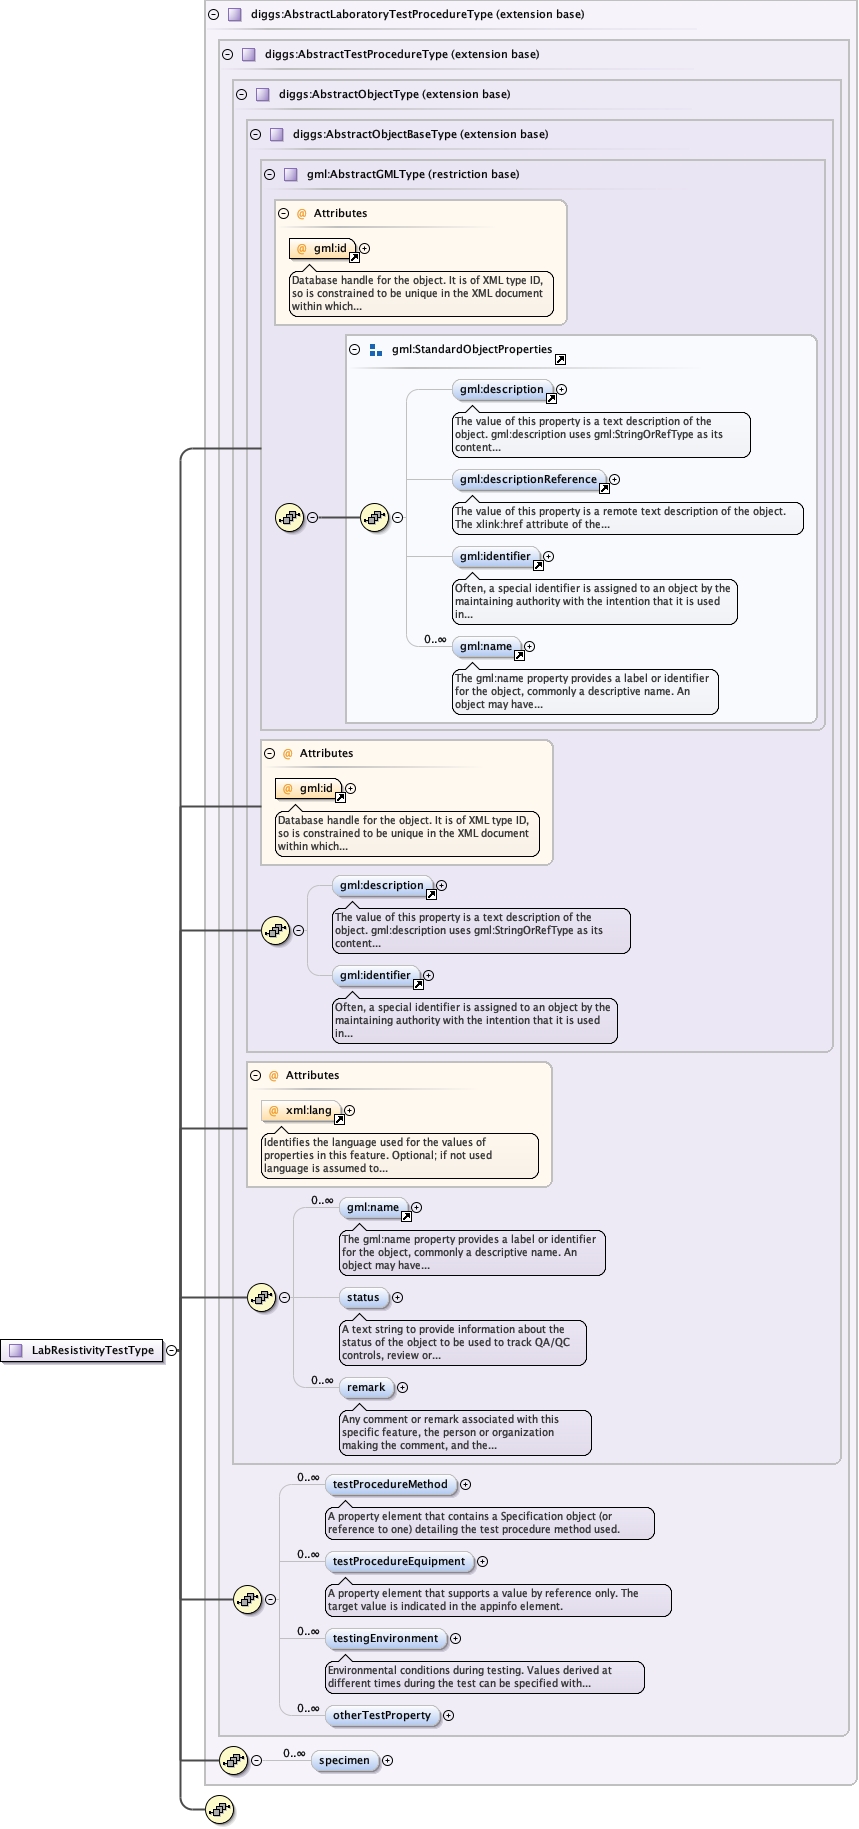 diggs:AbstractLaboratoryTestProcedureType (extension base)
diggs:AbstractTestProcedureType (extension base)
diggs:AbstractObjectType (extension base)
diggs:AbstractObjectBaseType (extension base)
gml:AbstractGMLType (restriction base)
@ Attributes
@ gml:id
Database handle for the object. It is of XML type ID,
so is constrained to be unique in the XML document
within which...
gml:StandardObjectProperties
gml:description
The value of this property is a text description of the
object. gml:description uses gml:StringOrRefType as its
content...
gml:descriptionReference
The value of this property is a remote text description of the object.
The xlink:href attribute of the...
gml:identifier
Often, a special identifier is assigned to an object by the
maintaining authority with the intention that it is used
in...
0..∞
gml:name
The gml:name property provides a label or identifier
for the object, commonly a descriptive name. An
object may have...
@ Attributes
@ gml:id
Database handle for the object. It is of XML type ID,
so is constrained to be unique in the XML document
within which...
gml:description
The value of this property is a text description of the
object. gml:description uses gml:StringOrRefType as its
content...
gml:identifier
Often, a special identifier is assigned to an object by the
maintaining authority with the intention that it is used
in...
@ Attributes
@ xml:lang
Identifies the language used for the values of
properties in this feature. Optional; if not used
language is assumed to...
0..∞
gml:name
The gml:name property provides a label or identifier
for the object, commonly a descriptive name. An
object may have...
status
A text string to provide information about the
status of the object to be used to track QA/QC
controls, review or...
LabResistivityTestType
0..∞
remark
Any comment or remark associated with this
specific feature, the person or organization
making the comment, and the...
0..∞
testProcedureMethod
A property element that contains a Specification object (or
reference to one) detailing the test procedure method used.
0..∞
testProcedureEquipment
A property element that supports a value by reference only. The
target value is indicated in the appinfo element.
0..∞
testingEnvironment
Environmental conditions during testing. Values derived at
different times during the test can be specified with...
0..∞
otherTestProperty
0..∞
specimen